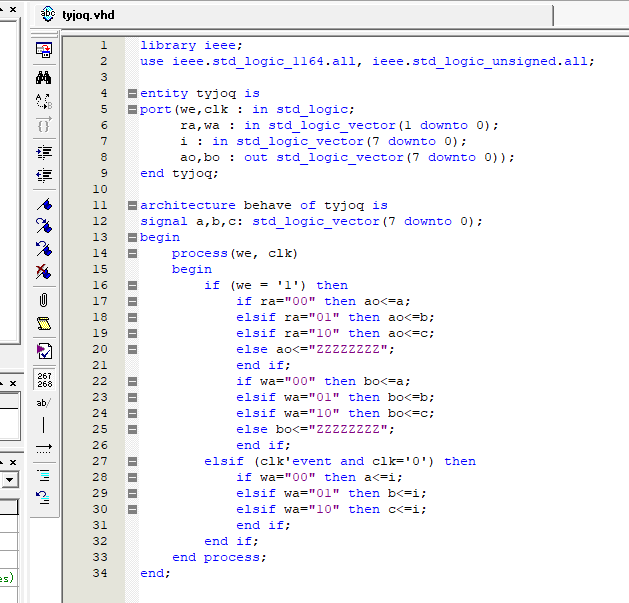 abc tyjoq.vhd
1 library ieee;
2 use ieee.std_logic_1164.all, ieee.std_logic_unsigned.all;
3
4 entity tyjoq is
5 port(we,clk : in std_logic;
6 ra,wa : in std_logic_vector(1 downto 0);
7 i : in std_logic_vector(7 downto 0);
8 ao,bo : out std_logic_vector(7 downto 0));
9 end tyjoq;
10
11 architecture behave of tyjoq is
12 signal a,b,c: std_logic_vector(7 downto 0);
13 begin
14 process(we, clk)
15 begin
16 if (we = '1') then
17 if ra="00" then ao<=a;
18 elsif ra="01" then ao<=b;
19 elsif ra="10" then ao<=c;
20 else ao<="ZZZZZZZZ";
21 end if;
22 if wa="00" then bo<=a;
23 elsif wa="01" then bo<=b;
24 elsif wa="10" then bo<=c;
25 else bo<="ZZZZZZZZ";
26 end if;
27 elsif (clk'event and clk='0') then
28 if wa="00" then a<=i;
29 elsif wa="01" then b<=i;
30 elsif wa="10" then c<=i;
31 end if;
32 end if;
33 end process;
34 end;
267
268
ab/
es)